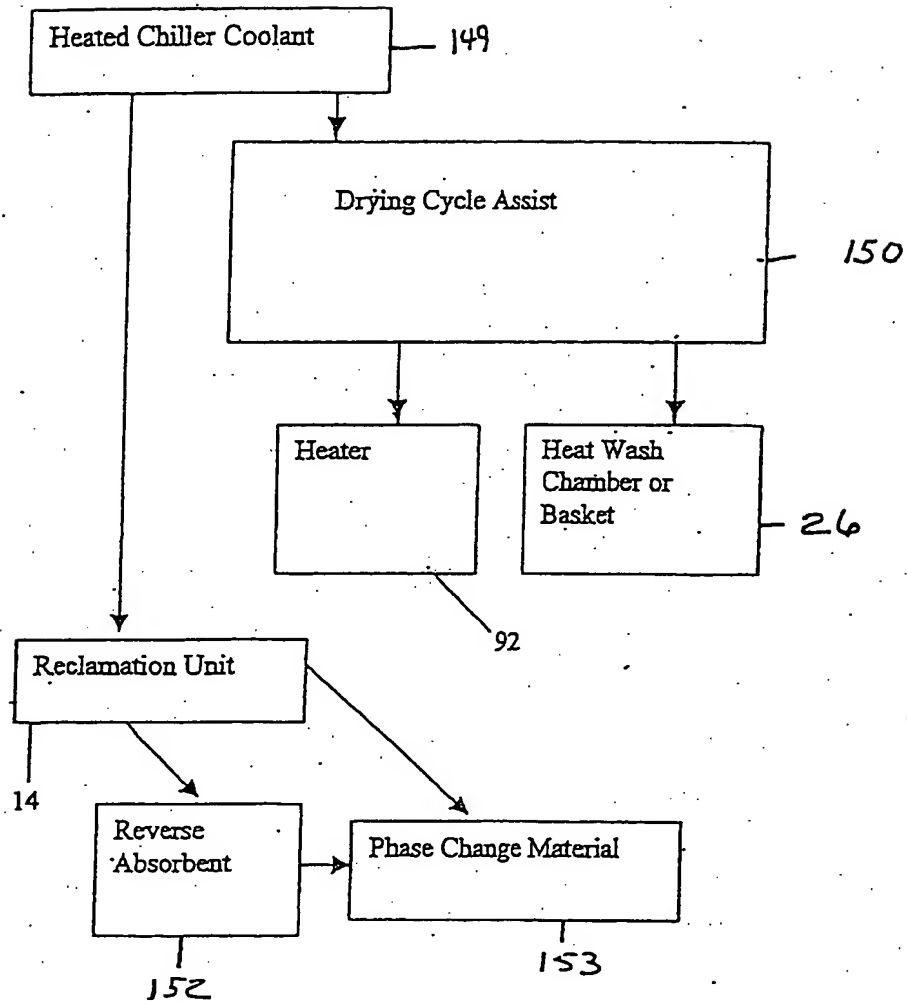 Heated Chiller Coolant
149
Drying Cycle Assist
150
Heater
Heat Wash
Chamber or
Basket
26
92
Reclamation Unit
14
Reverse
Absorbent
Phase Change Material
152
153